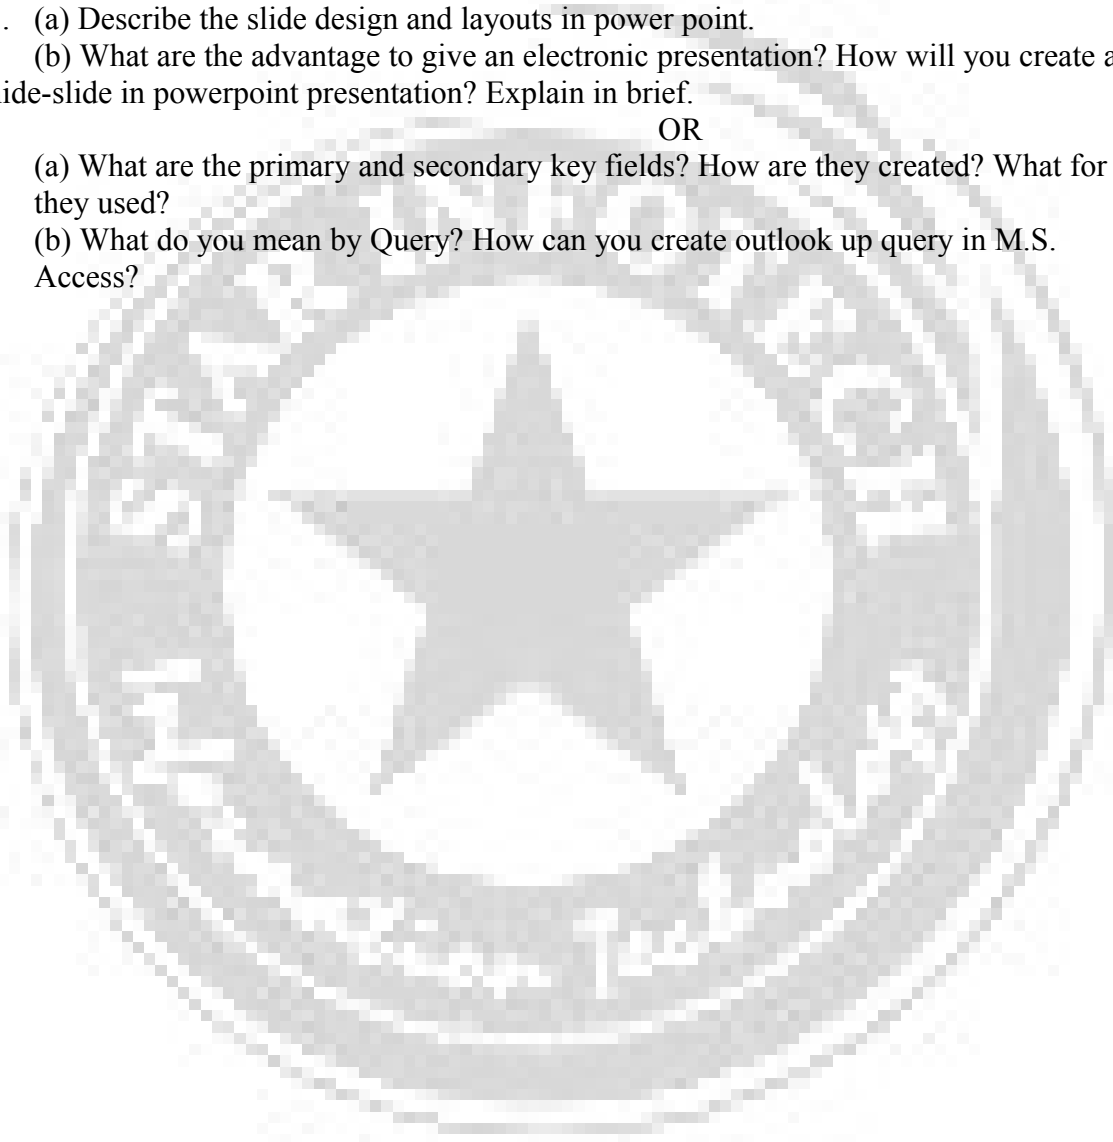 . (a) Describe the slide design and layouts in power point.
(b) What are the advantage to give an electronic presentation? How will you create a
ide-slide in powerpoint presentation? Explain in brief.
OR
(a) What are the primary and secondary key fields? How are they created? What for
they used?
(b) What do you mean by Query? How can you create outlook up query in M.S.
Access?